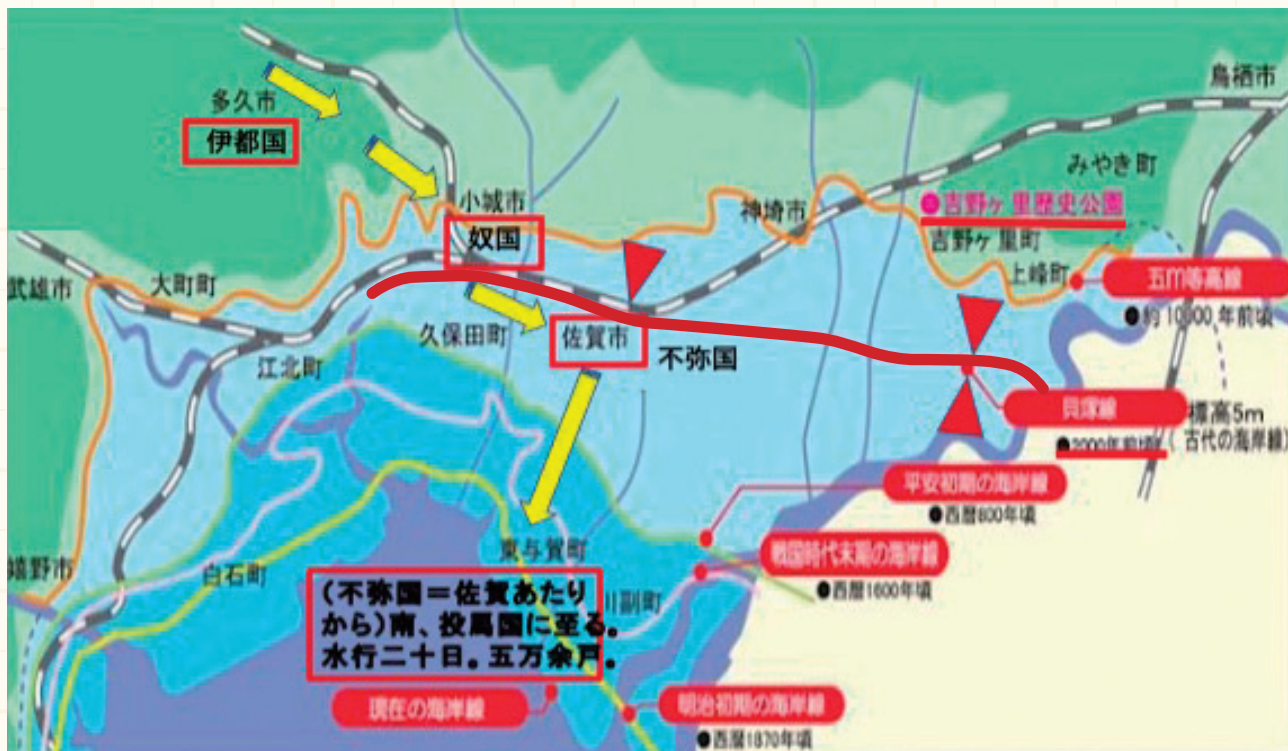 鳥栖市
多久市
伊都国
みやき町
小城市
神埼市
●吉野ヶ里歴史公園
奴国
吉野ヶ里町
武雄市
大町町
上峰町
五m等高線
●約10000年前頃
久保田町
佐賀市
不弥国
江北町
貝塚線
標高5m
●2000年前頃
(古代の海岸線)
平安初期の海岸線
●西暦800年頃
東与賀町
戦国時代末期の海岸線
嬉野市
白石町
●西暦1600年頃
(不弥国=佐賀あたり
川副町
から)南、投馬国に至る。
水行二十日。五万余戸。
現在の海岸線
明治初期の海岸線
●西暦1870年頃